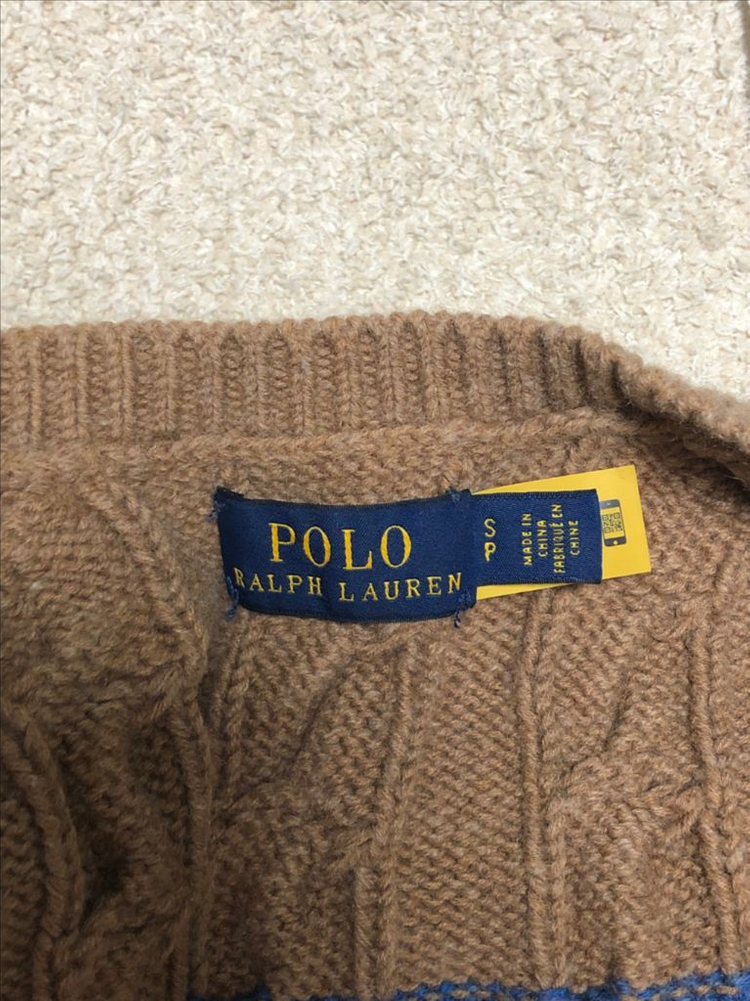 POLO
RALPH LAUREN
S
P
MADE IN
CHINA
FABRIQUÉ EN
CHINE